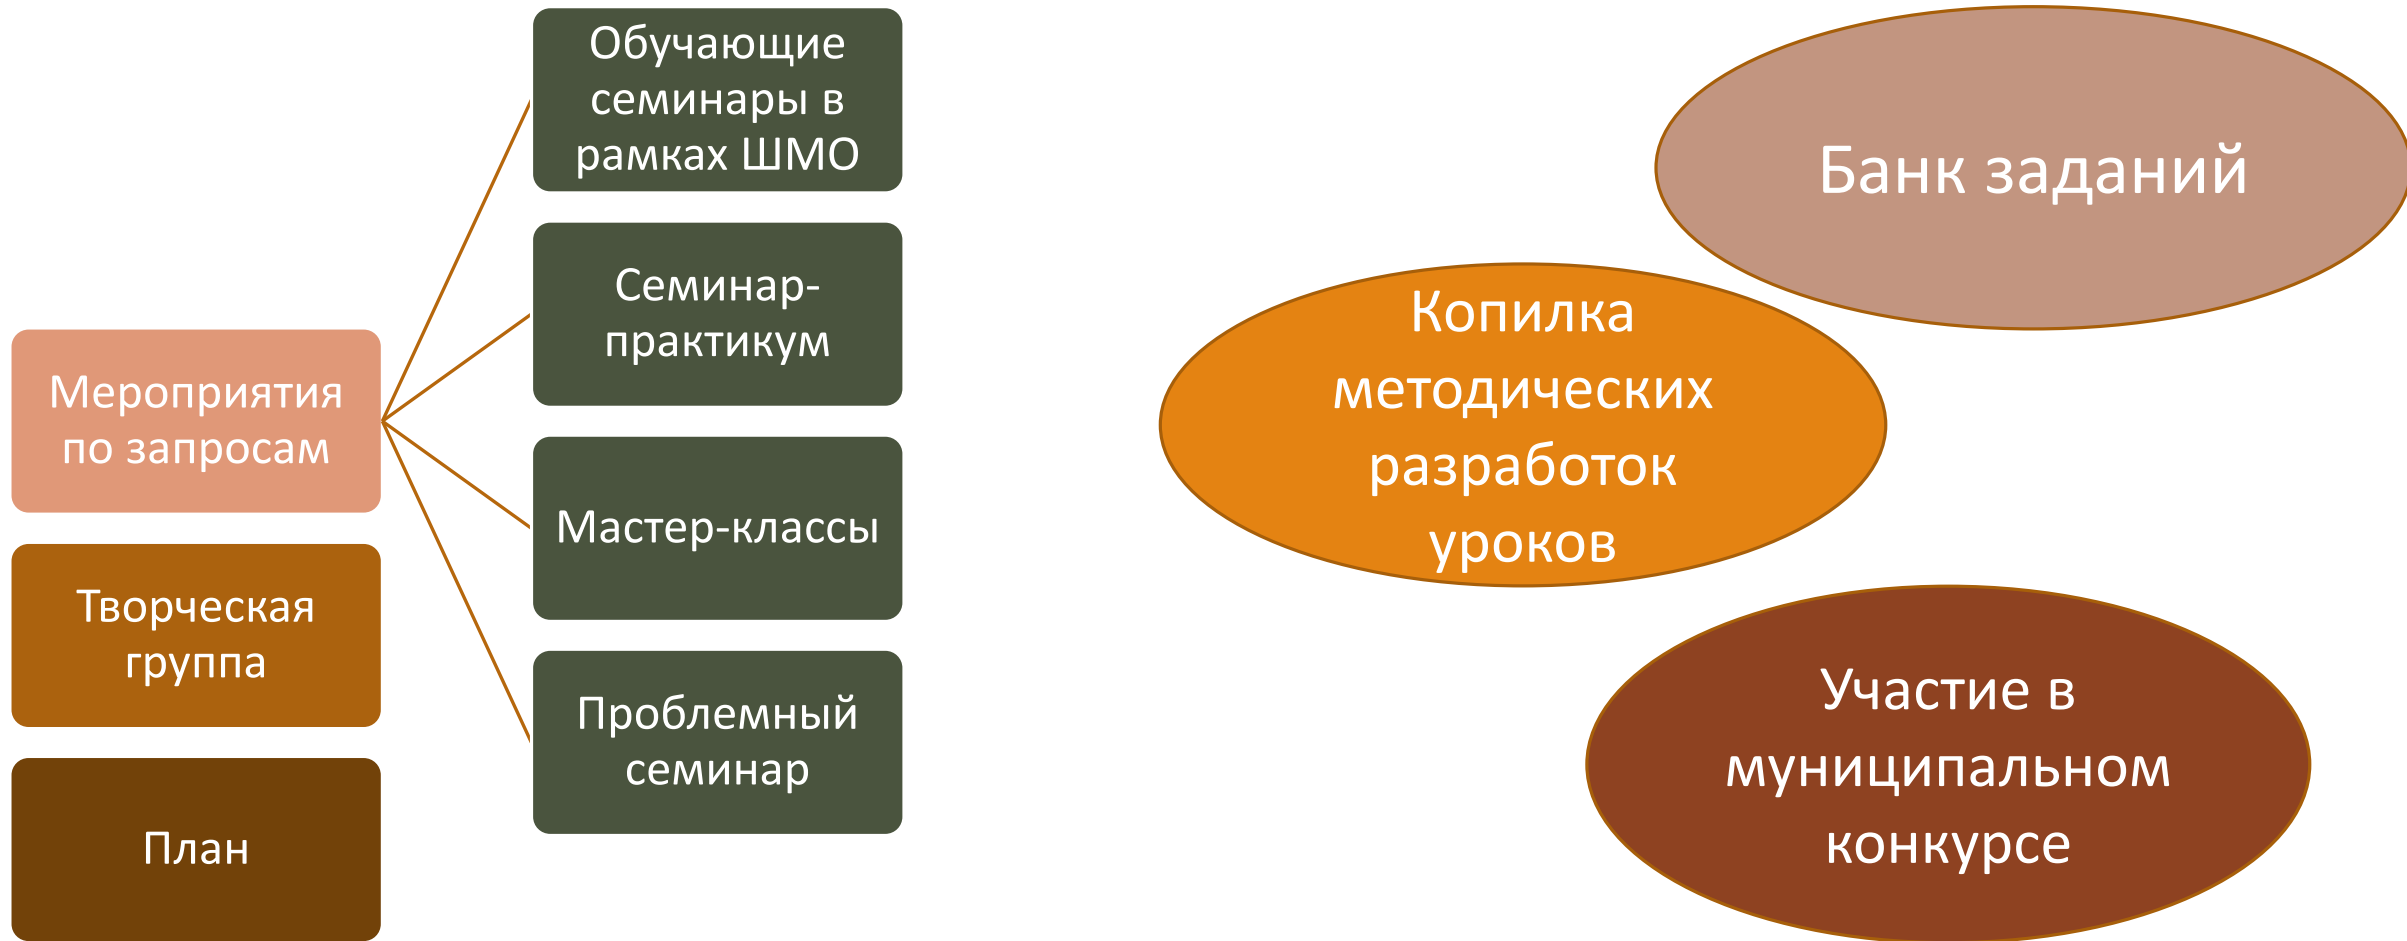 Мероприятия
по запросам
Творческая
группа
План
Обучающие
семинары в
рамках ШМО
Семинар-
практикум
Мастер-классы
Проблемный
семинар
Банк заданий
Копилка
методических
разработок
уроков
Участие в
муниципальном
конкурсе